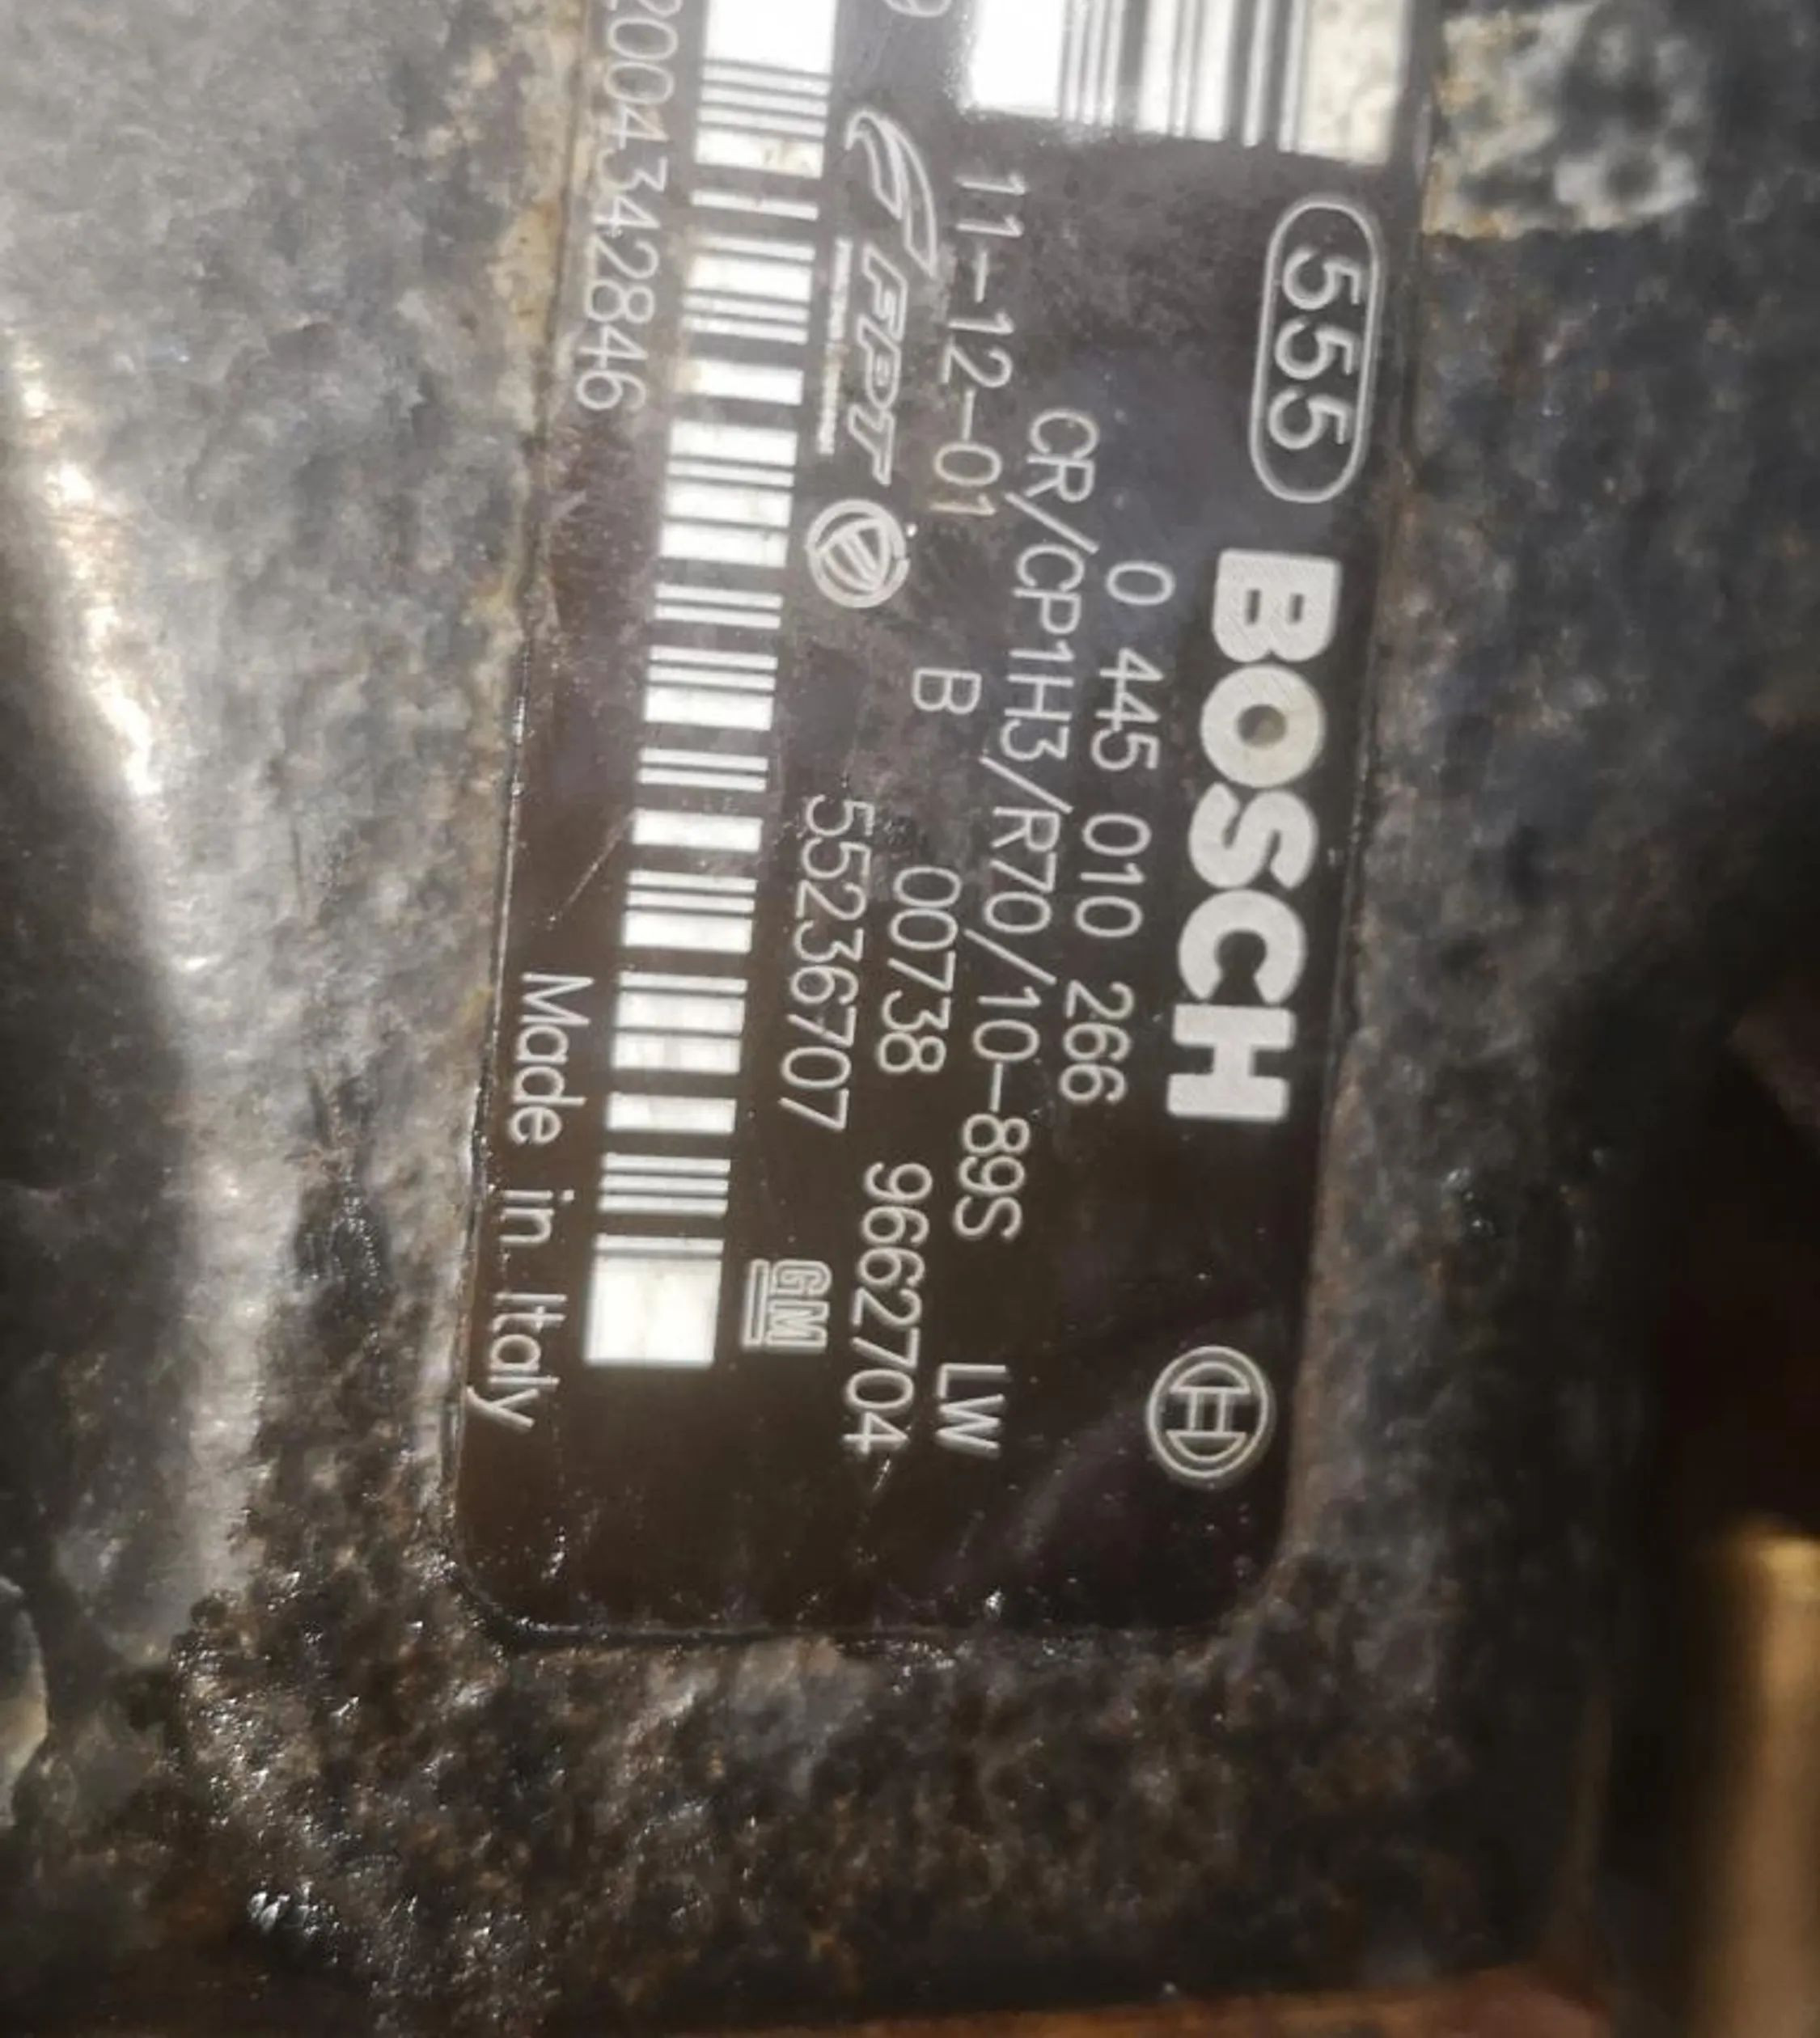 555 BOSCH
0 445 010 266
CR/CP1H3/R70/10-89S
11-12-01 B LW
00738 96627704
FPT 55236707 GM
2004342846
Made in Italy